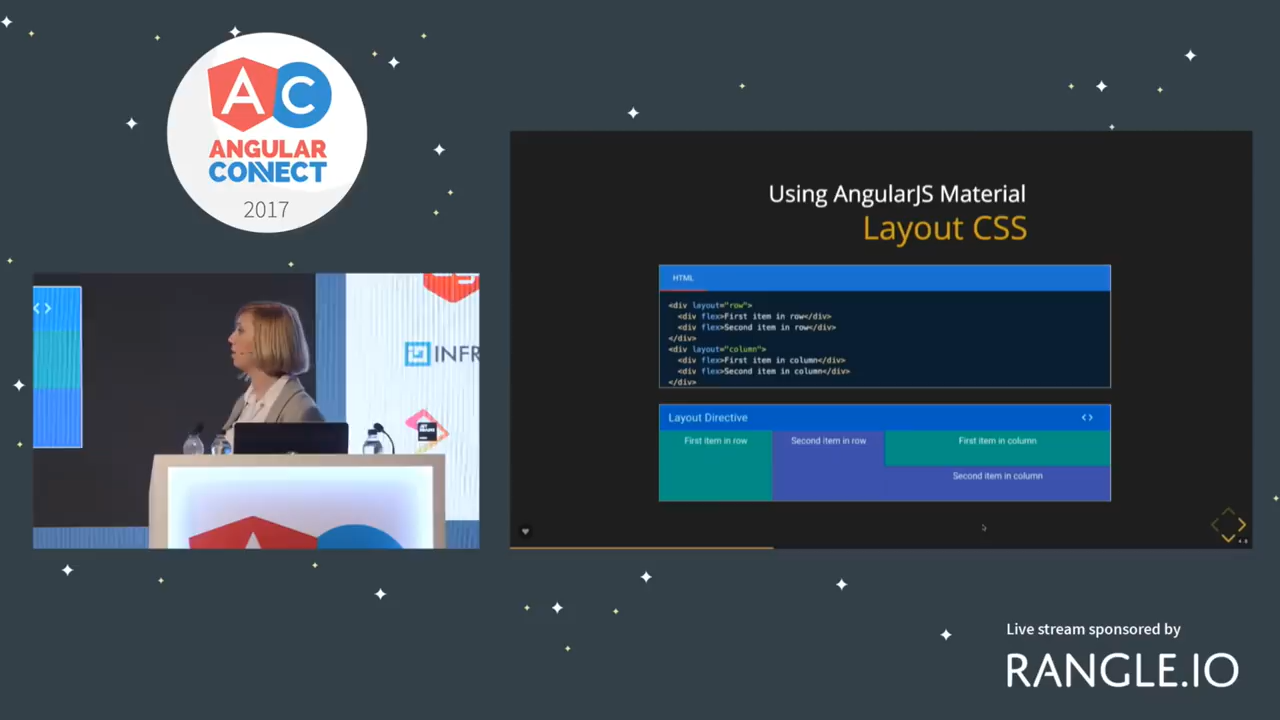 AC
ANGULAR
CONNECT
2017
INFR
Using AngularJS Material
Layout CSS
HTML
<div layout="row">
<div flex>First item in row</div>
<div flex>Second item in row</div>
</div>
<div layout="column">
<div flex>First item in column</div>
<div flex>Second item in column</div>
</div>
Layout Directive
< >
First item in row
Second item in row
First item in column
Second item in column
Live stream sponsored by
RANGLE.IO